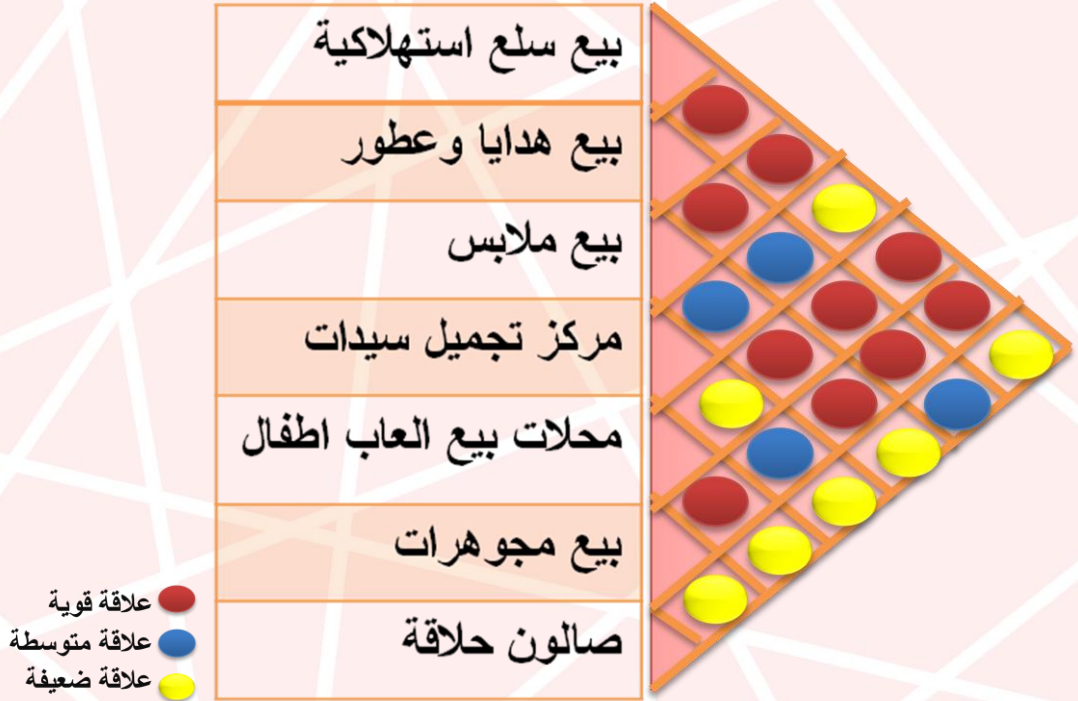 بيع سلع استهلاكية
بيع هدايا وعطور
بيع ملابس
مركز تجميل سيدات
محلات بيع العاب اطفال
بيع مجوهرات
صالون حلاقة
علاقة قوية
علاقة متوسطة
علاقة ضعيفة